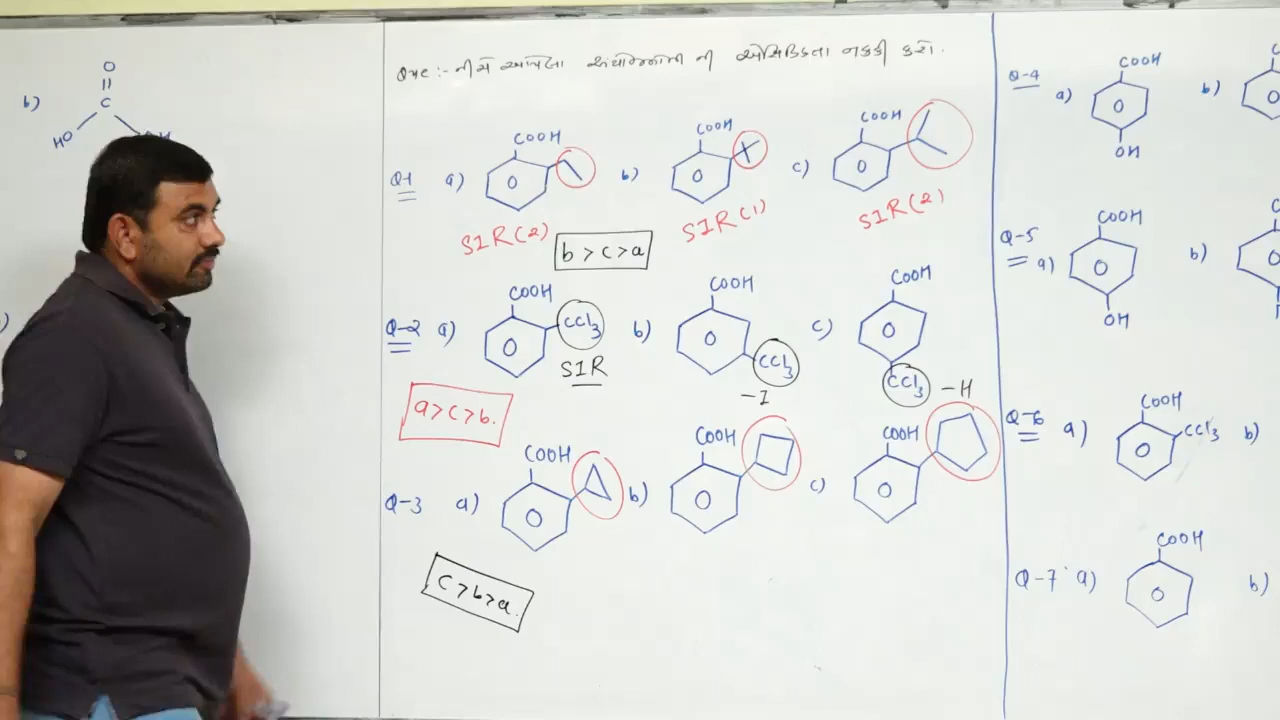 b)
O
C
HO
Que :- નીચે આપેલા સંયોજનોની ની એસિડિકતા નક્કી કરો.
Q-1 a) COOH b) COOH c) COOH
SIR(2) SIR(1) SIR(2)
b > c > a
Q-2 a) COOH CCl3 b) COOH CCl3 c) COOH CCl3
SIR -I -H
a > c > b.
Q-3 a) COOH b) COOH c) COOH
c > b > a.
Q-4 a) COOH OH b)
Q-5 a) COOH OH b)
Q-6 a) COOH CCl3 b)
Q-7 a) COOH b)